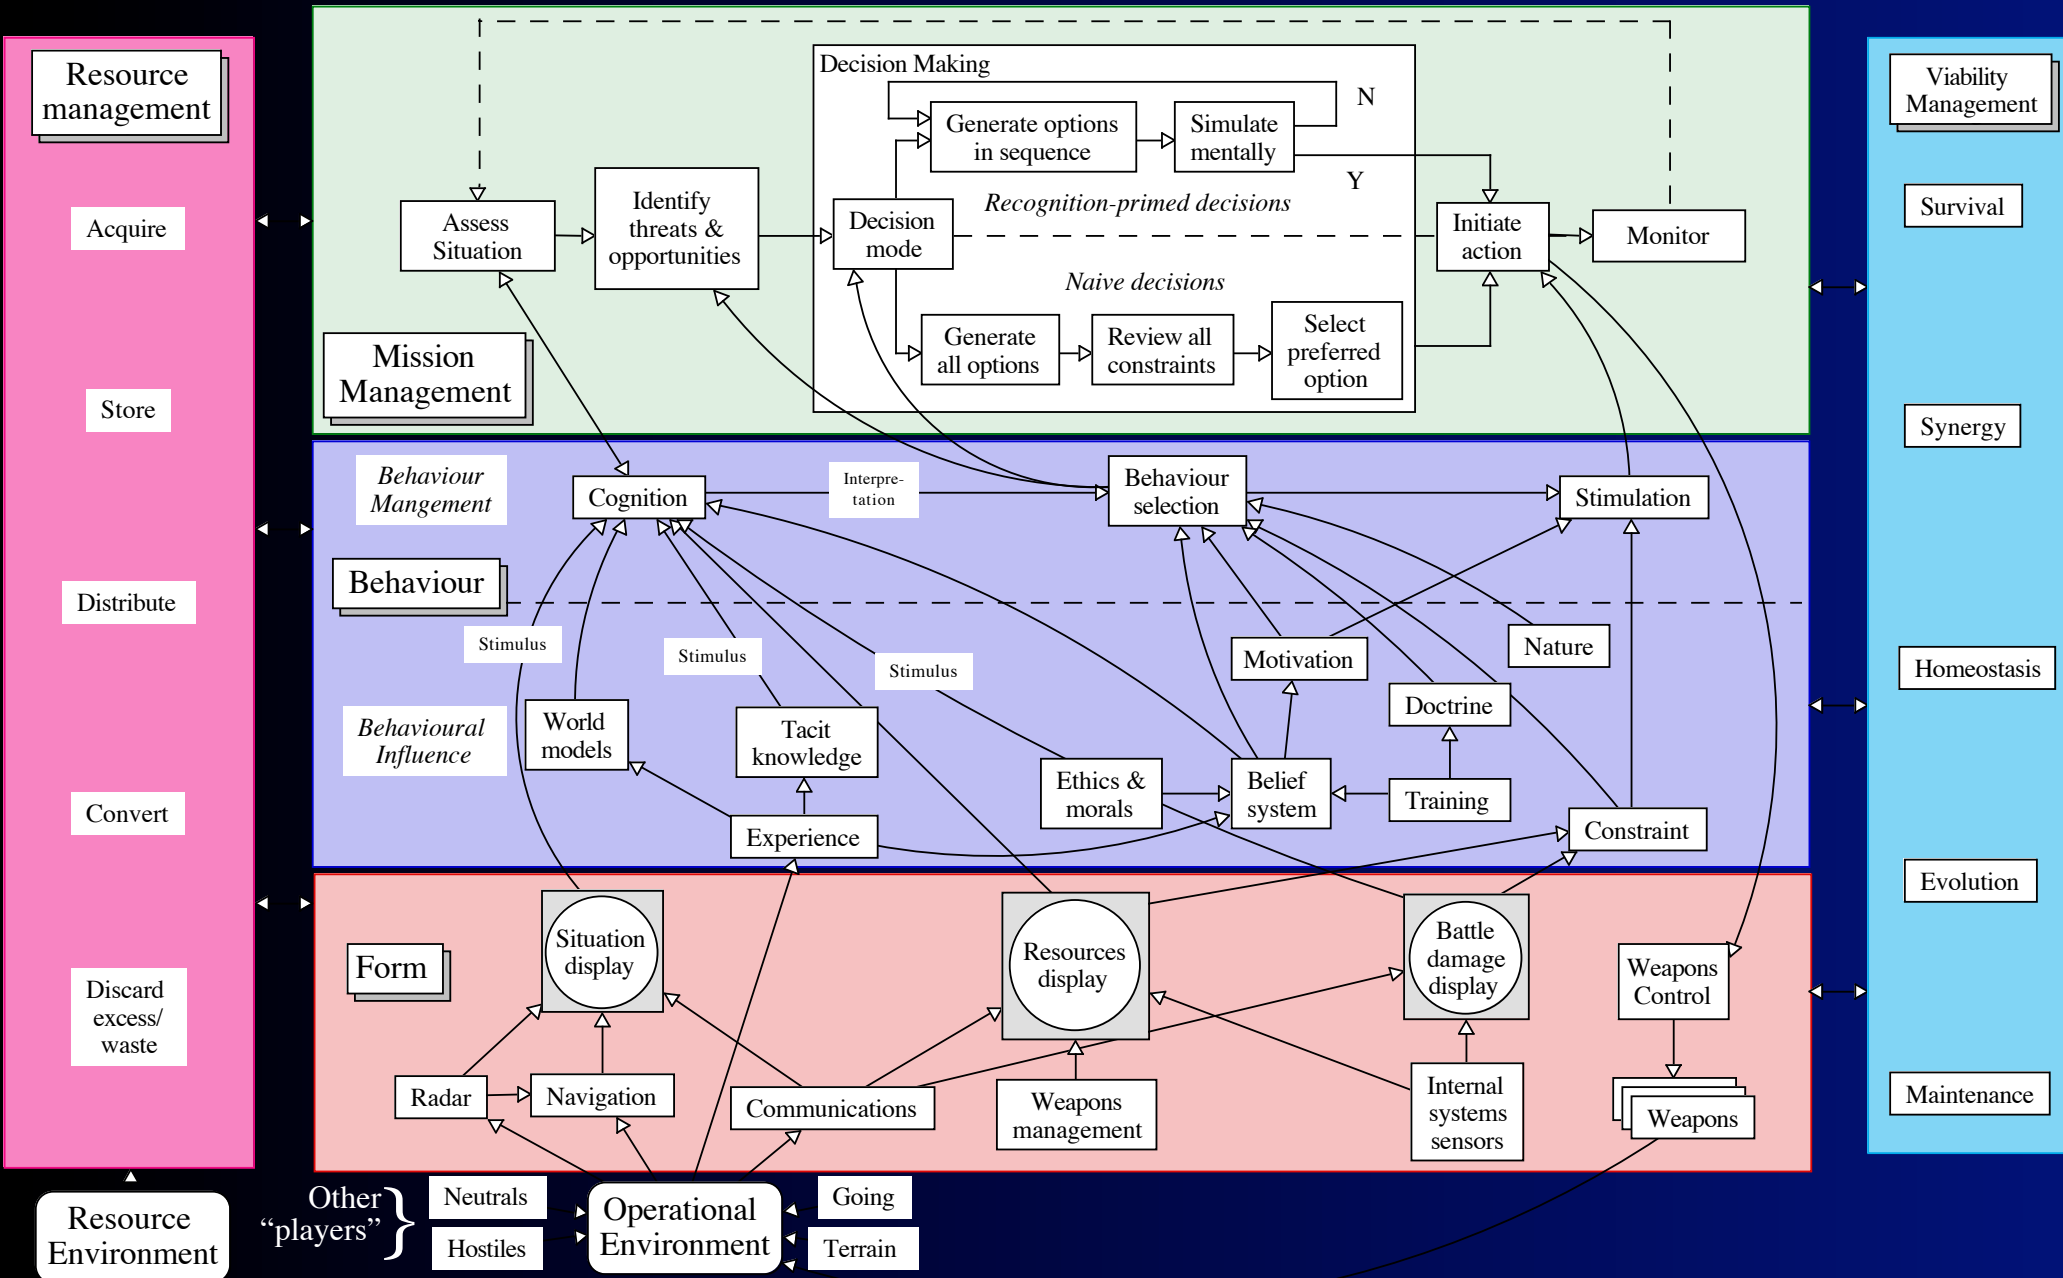 Resource
management
Acquire
Store
Distribute
Convert
Discard
excess/
waste
Resource
Environment
Decision Making
N
Generate options
in sequence
Simulate
mentally
Y
Recognition-primed decisions
Assess
Situation
Identify
threats &
opportunities
Decision
mode
Initiate
action
Monitor
Naive decisions
Generate
all options
Review all
constraints
Select
preferred
option
Mission
Management
Behaviour
Mangement
Cognition
Interpre-
tation
Behaviour
selection
Stimulation
Behaviour
Stimulus
Stimulus
Stimulus
Motivation
Nature
Behavioural
Influence
World
models
Tacit
knowledge
Doctrine
Ethics &
morals
Belief
system
Training
Experience
Constraint
Form
Situation
display
Resources
display
Battle
damage
display
Weapons
Control
Radar
Navigation
Communications
Weapons
management
Internal
systems
sensors
Weapons
Other
“players”
}
Neutrals
Hostiles
Operational
Environment
Going
Terrain
Viability
Management
Survival
Synergy
Homeostasis
Evolution
Maintenance